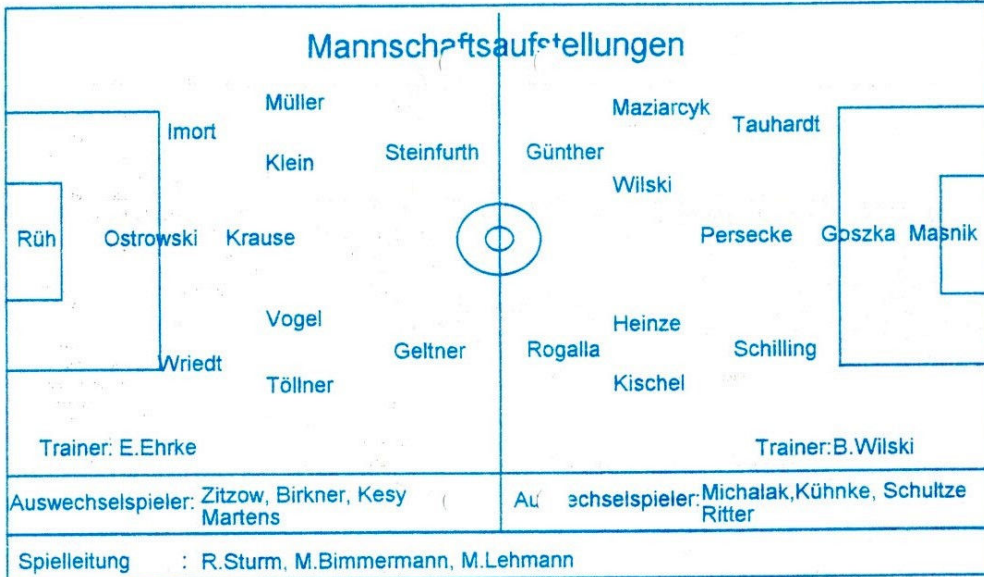 Mannschaftsaufstellungen
Müller
Imort
Klein
Steinfurth
Rüh
Ostrowski
Krause
Vogel
Geltner
Wriedt
Töllner
Trainer: E.Ehrke
Maziarcyk
Tauhardt
Günther
Wilski
Persecke
Goszka
Masnik
Heinze
Rogalla
Schilling
Kischel
Trainer:B.Wilski
Auswechselspieler: Zitzow, Birkner, Kesy
Martens
Auswechselspieler: Michalak,Kühnke, Schultze
Ritter
Spielleitung : R.Sturm, M.Bimmermann, M.Lehmann